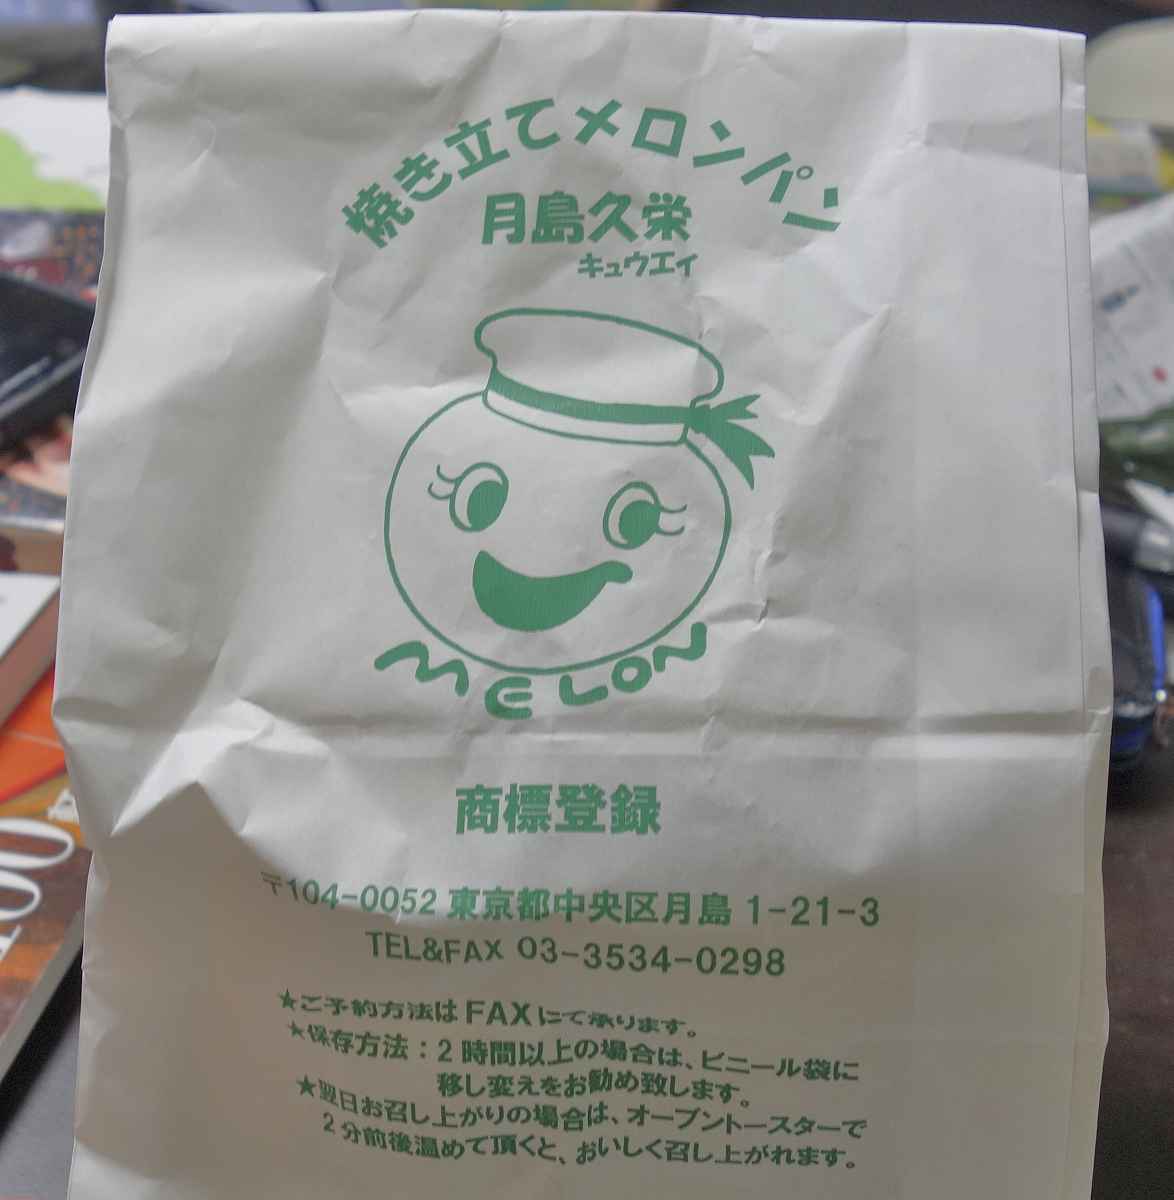 焼き立てメロンパン
月島久栄
キュウエィ
MELON
商標登録
〒104-0052 東京都中央区月島 1-21-3
TEL&FAX 03-3534-0298
★ご予約方法はFAXにて承ります。
★保存方法：2時間以上の場合は、ビニール袋に
移し変えをお勧め致します。
★翌日お召し上がりの場合は、オーブントースターで
2分前後温めて頂くと、おいしく召し上がれます。